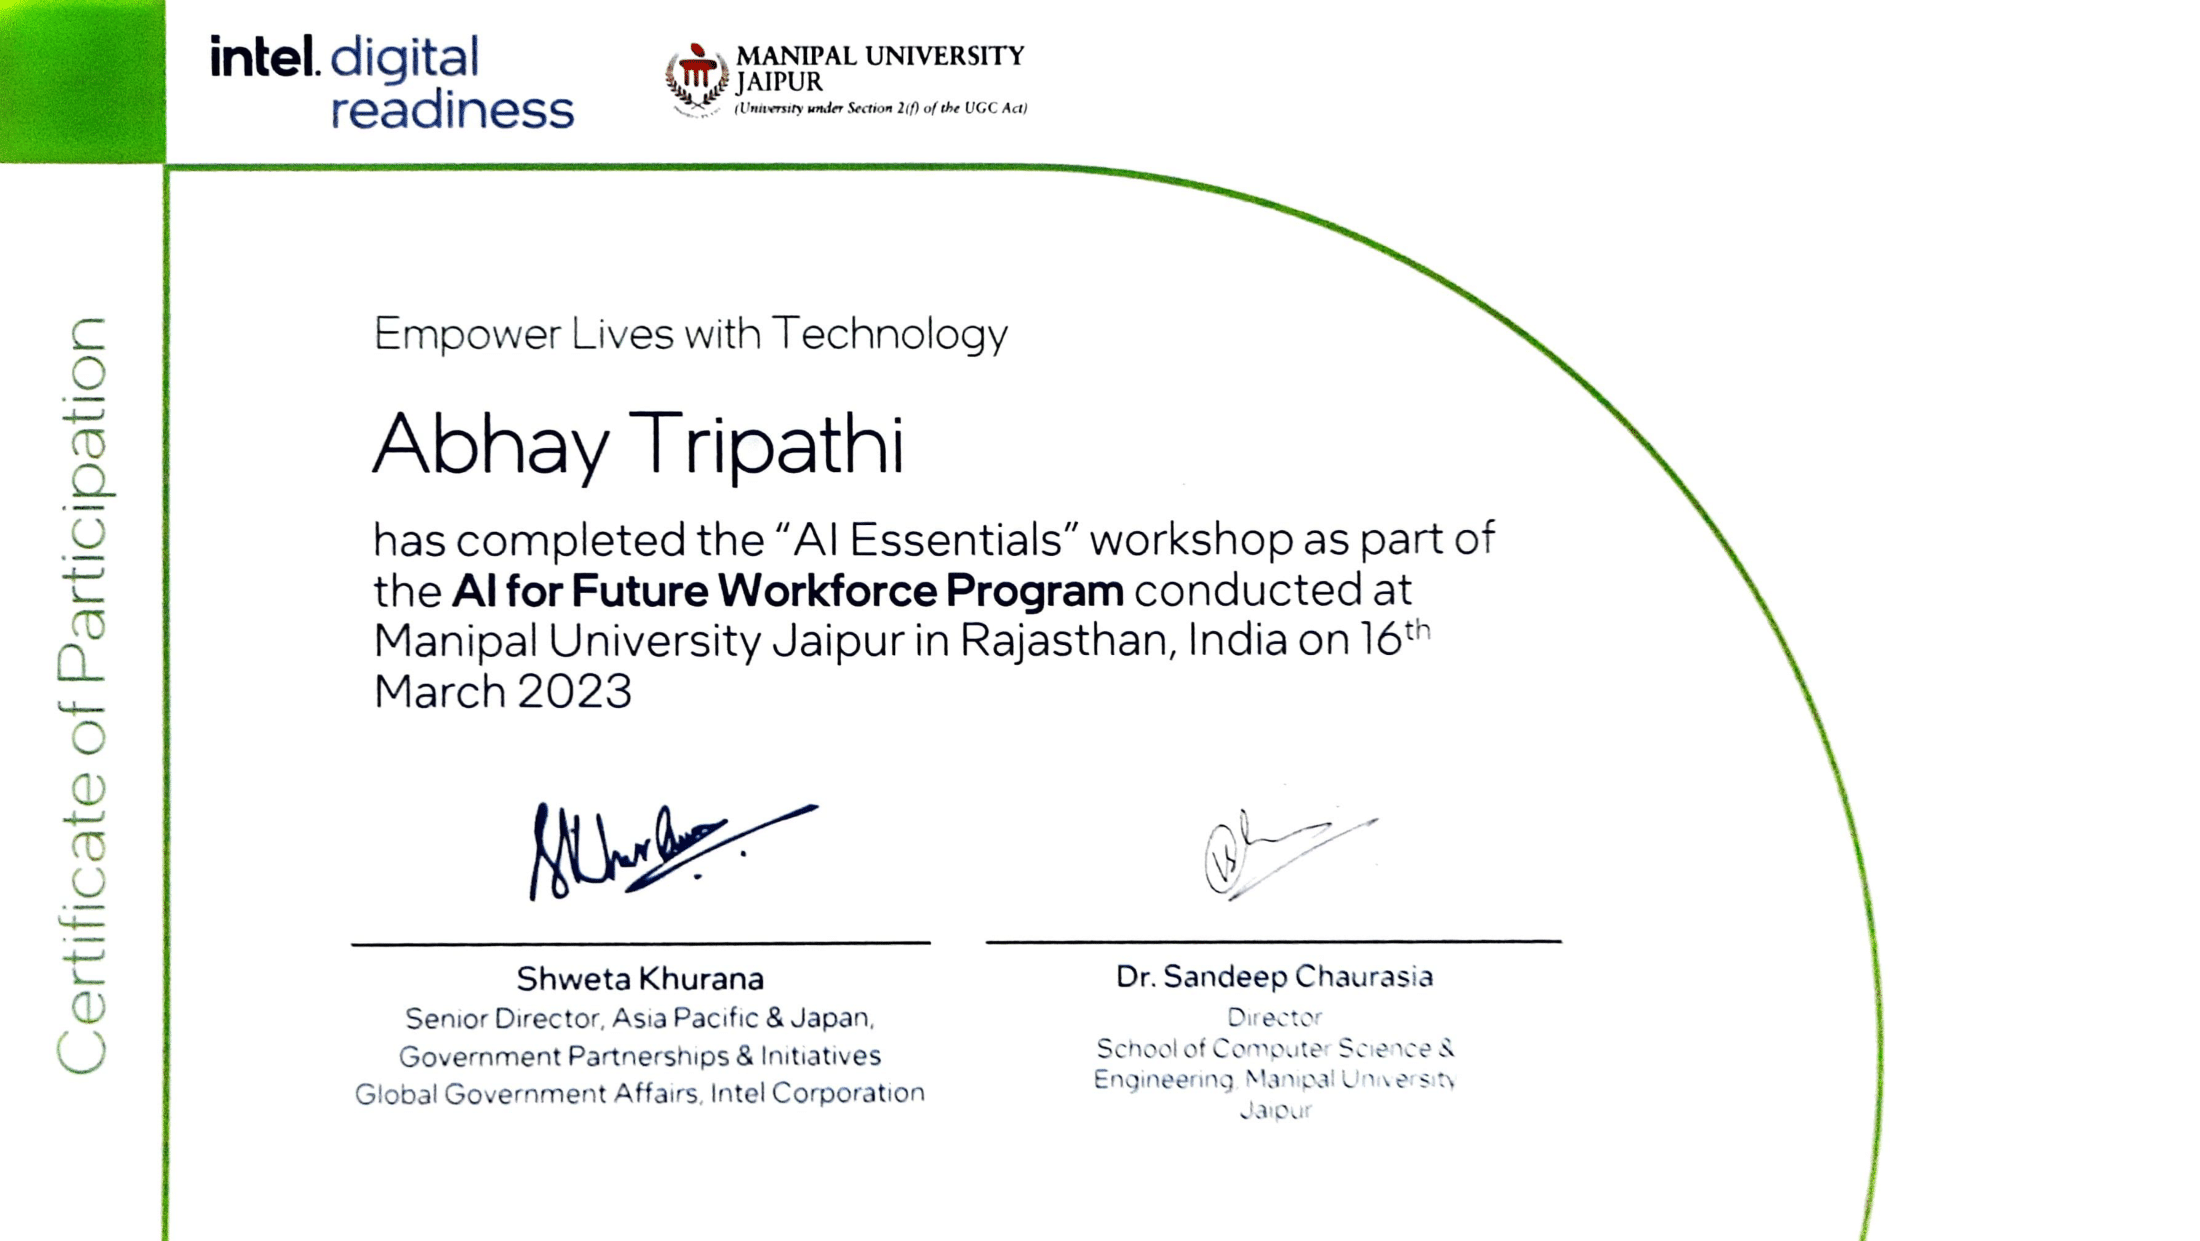 intel. digital
readiness
MANIPAL UNIVERSITY
JAIPUR
(University under Section 2(f) of the UGC Act)
Certificate of Participation
Empower Lives with Technology
Abhay Tripathi
has completed the “AI Essentials” workshop as part of
the AI for Future Workforce Program conducted at
Manipal University Jaipur in Rajasthan, India on 16th
March 2023
Shweta Khurana
Senior Director, Asia Pacific & Japan,
Government Partnerships & Initiatives
Global Government Affairs, Intel Corporation
Dr. Sandeep Chaurasia
Director
School of Computer Science &
Engineering, Manipal University
Jaipur